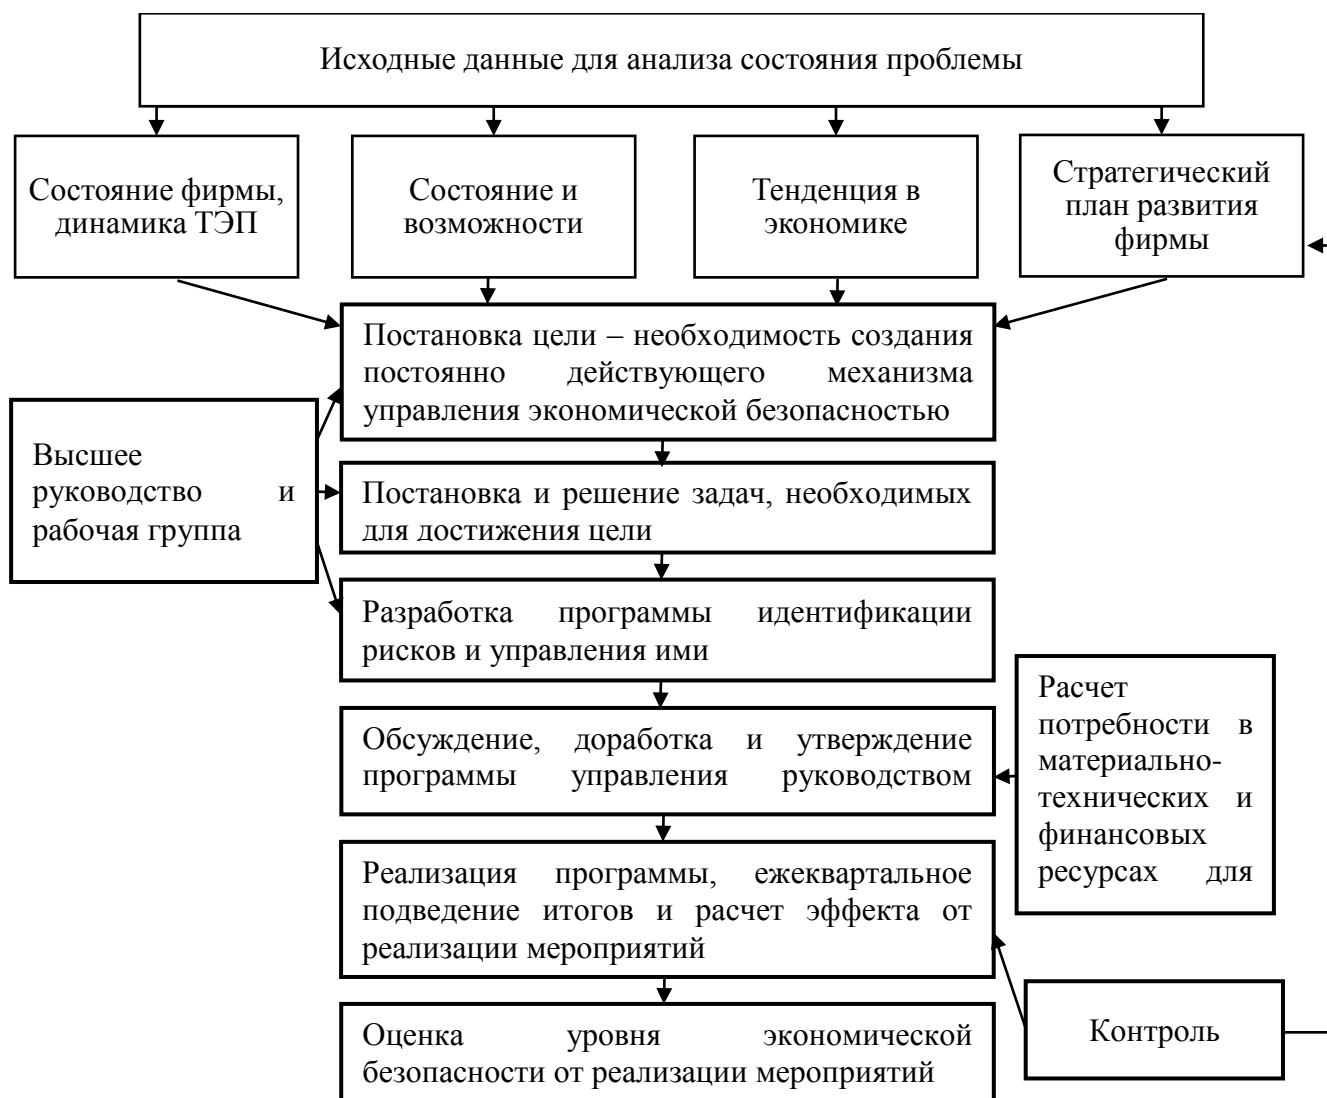 Исходные данные для анализа состояния проблемы
Состояние фирмы,
динамика ТЭП
Состояние и
возможности
Тенденция в
экономике
Стратегический
план развития
фирмы
Постановка цели – необходимость создания
постоянно действующего механизма
управления экономической безопасностью
Высшее
руководство и
рабочая группа
Постановка и решение задач, необходимых
для достижения цели
Разработка программы идентификации
рисков и управления ими
Обсуждение, доработка и утверждение
программы управления руководством
Расчет
потребности в
материально-
технических и
финансовых
ресурсах для
Реализация программы, ежеквартальное
подведение итогов и расчет эффекта от
реализации мероприятий
Контроль
Оценка уровня экономической
безопасности от реализации мероприятий